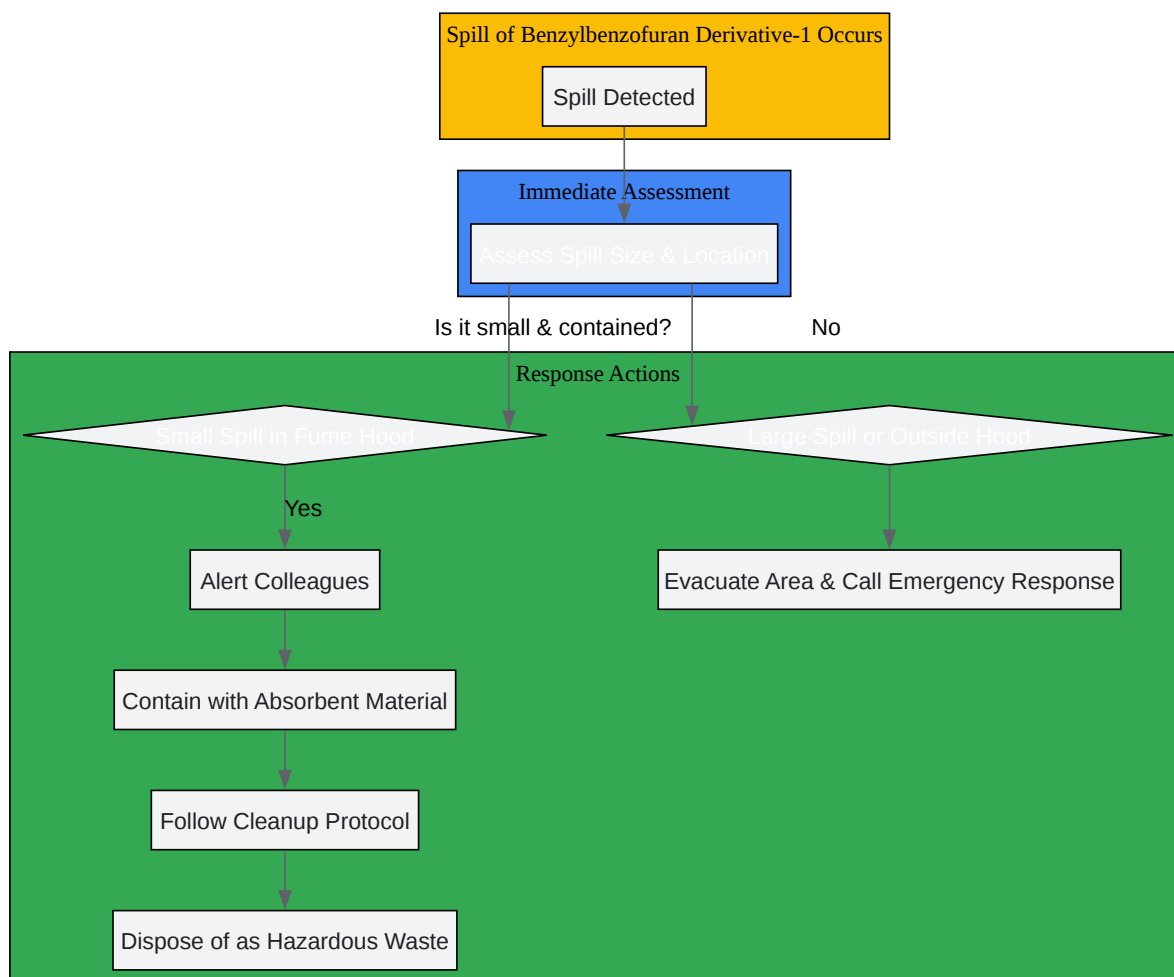 Spill of Benzylbenzofuran Derivative-1 Occurs
Spill Detected
Immediate Assessment
Assess Spill Size & Location
Is it small & contained?
No
Response Actions
Small Spill in Fume Hood
Large Spill or Outside Hood
Yes
Alert Colleagues
Evacuate Area & Call Emergency Response
Contain with Absorbent Material
Follow Cleanup Protocol
Dispose of as Hazardous Waste